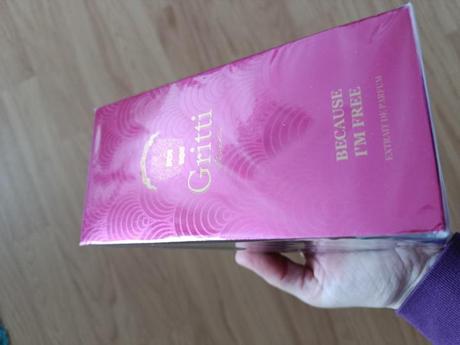 Gritti
BECAUSE
I'M FREE
EXTRAIT DE PARFUM